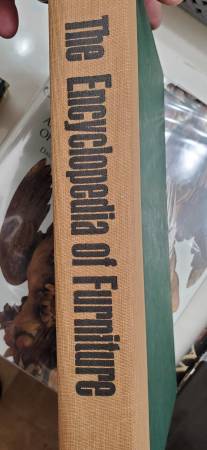 The Encyclopedia of Furniture